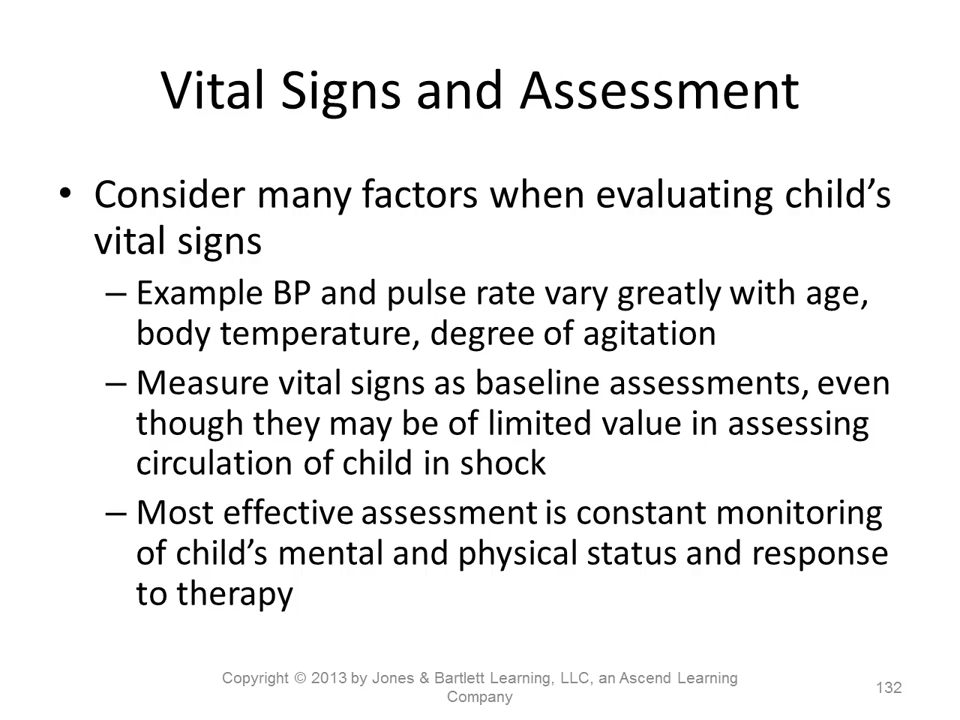 Vital Signs and Assessment
• Consider many factors when evaluating child’s
vital signs
– Example BP and pulse rate vary greatly with age,
body temperature, degree of agitation
– Measure vital signs as baseline assessments, even
though they may be of limited value in assessing
circulation of child in shock
– Most effective assessment is constant monitoring
of child’s mental and physical status and response
to therapy
Copyright © 2013 by Jones & Bartlett Learning, LLC, an Ascend Learning
Company
132